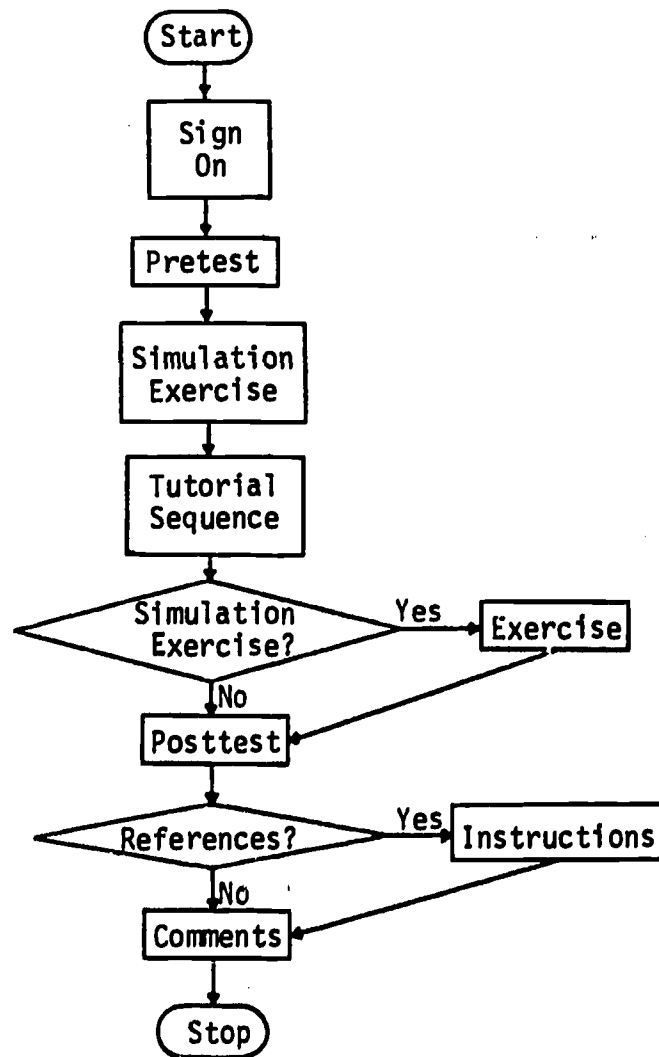 Start
Sign
On
Pretest
Simulation
Exercise
Tutorial
Sequence
Simulation
Exercise?
Yes
Exercise
No
Posttest
References?
Yes
Instructions
No
Comments
Stop